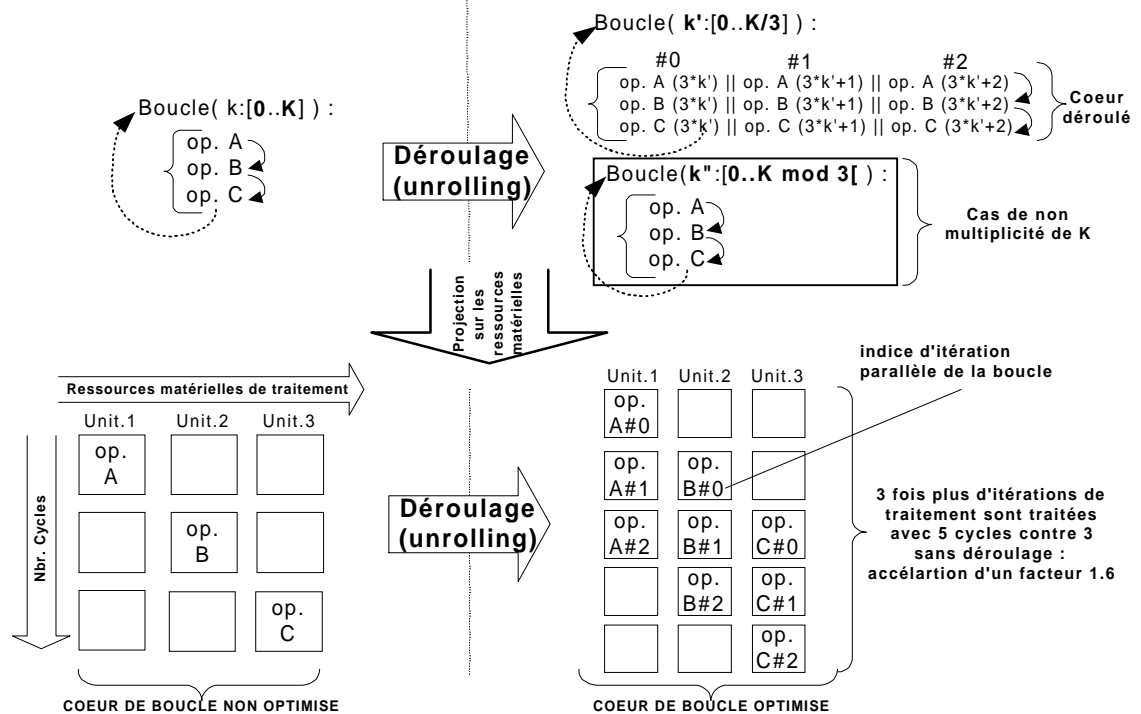 Boucle( k:[0..K] ) :
op. A
op. B
op. C
Déroulage
(unrolling)
Boucle( k':[0..K/3] ) :
#0 #1 #2
op. A (3*k') || op. A (3*k'+1) || op. A (3*k'+2)
op. B (3*k') || op. B (3*k'+1) || op. B (3*k'+2)
op. C (3*k') || op. C (3*k'+1) || op. C (3*k'+2)
Coeur
déroulé
Boucle(k":[0..K mod 3[ ) :
op. A
op. B
op. C
Cas de non
multiplicité de K
Projection
sur les
ressources
matérielles
Ressources matérielles de traitement
Unit.1 Unit.2 Unit.3
Nbr. Cycles
op.
A
op.
B
op.
C
COEUR DE BOUCLE NON OPTIMISE
Déroulage
(unrolling)
indice d'itération
parallèle de la boucle
Unit.1 Unit.2 Unit.3
op.
A#0
op. op.
A#1 B#0
op. op. op.
A#2 B#1 C#0
op. op.
B#2 C#1
op.
C#2
3 fois plus d'itérations de
traitement sont traitées
avec 5 cycles contre 3
sans déroulage :
accélartion d'un facteur 1.6
COEUR DE BOUCLE OPTIMISE